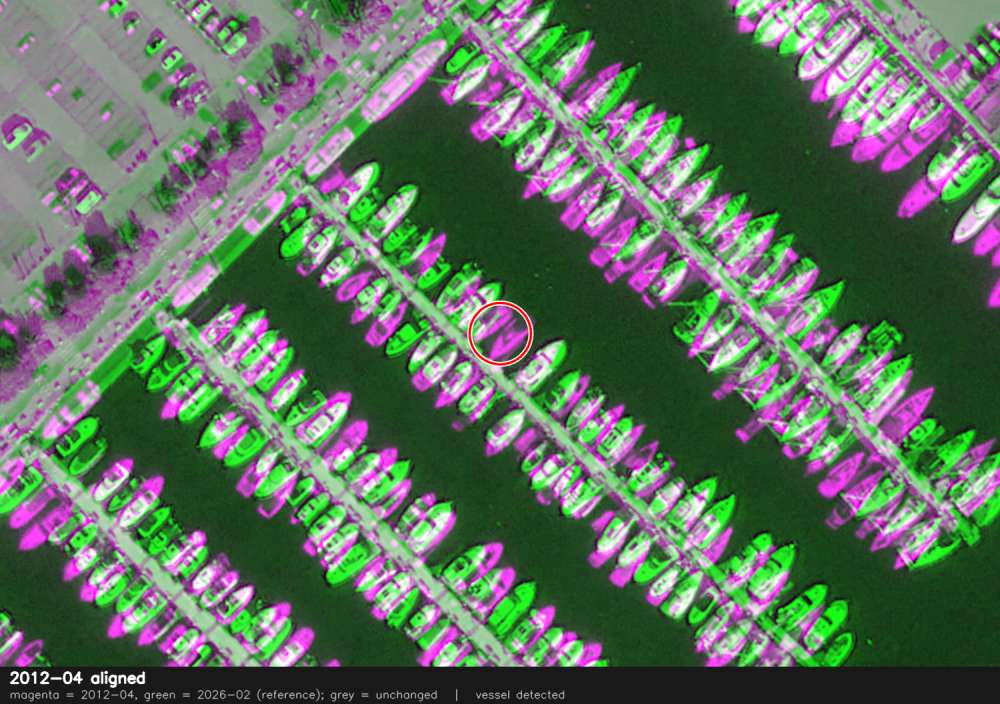 2012-04 aligned
magenta = 2012-04, green = 2026-02 (reference); grey = unchanged | vessel detected